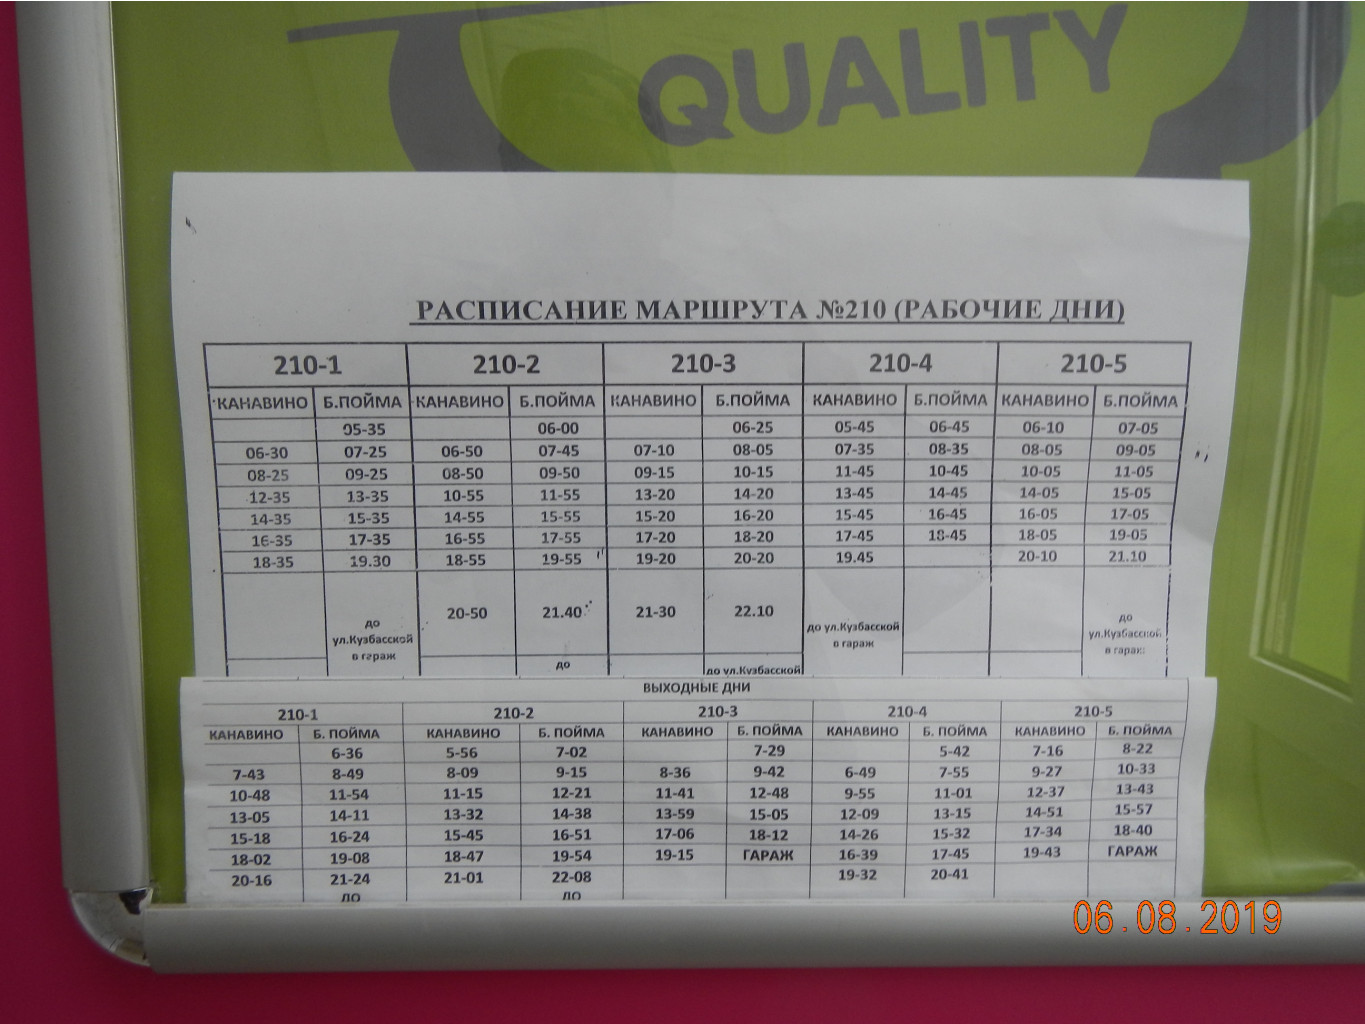 QUALITY
РАСПИСАНИЕ МАРШРУТА №210 (РАБОЧИЕ ДНИ)
210-1 210-2 210-3 210-4 210-5
КАНАВИНО Б.ПОЙМА КАНАВИНО Б.ПОЙМА КАНАВИНО Б.ПОЙМА КАНАВИНО Б.ПОЙМА КАНАВИНО Б.ПОЙМА
05-35 06-00 06-25 05-45 06-45 06-10 07-05
06-30 07-25 06-50 07-45 07-10 08-05 07-35 08-35 08-05 09-05
08-25 09-25 08-50 09-50 09-15 10-15 11-45 10-45 10-05 11-05
12-35 13-35 10-55 11-55 13-20 14-20 13-45 14-45 14-05 15-05
14-35 15-35 14-55 15-55 15-20 16-20 15-45 16-45 16-05 17-05
16-35 17-35 16-55 17-55 17-20 18-20 17-45 18-45 18-05 19-05
18-35 19.30 18-55 19-55 19-20 20-20 19.45 20-10 21.10
20-50 21.40 21-30 22.10
до ул.Кузбасской в гараж
до ул.Кузбасской в гараж
до ул.Кузбасской в гараж
до до ул.Кузбасской
ВЫХОДНЫЕ ДНИ
210-1 210-2 210-3 210-4 210-5
КАНАВИНО Б. ПОЙМА КАНАВИНО Б. ПОЙМА КАНАВИНО Б. ПОЙМА КАНАВИНО Б. ПОЙМА КАНАВИНО Б. ПОЙМА
6-36 5-56 7-02 7-29 5-42 7-16 8-22
7-43 8-49 8-09 9-15 8-36 9-42 6-49 7-55 9-27 10-33
10-48 11-54 11-15 12-21 11-41 12-48 9-55 11-01 12-37 13-43
13-05 14-11 13-32 14-38 13-59 15-05 12-09 13-15 14-51 15-57
15-18 16-24 15-45 16-51 17-06 18-12 14-26 15-32 17-34 18-40
18-02 19-08 18-47 19-54 19-15 ГАРАЖ 16-39 17-45 19-43 ГАРАЖ
20-16 21-24 21-01 22-08 19-32 20-41
ДО ДО
06.08.2019